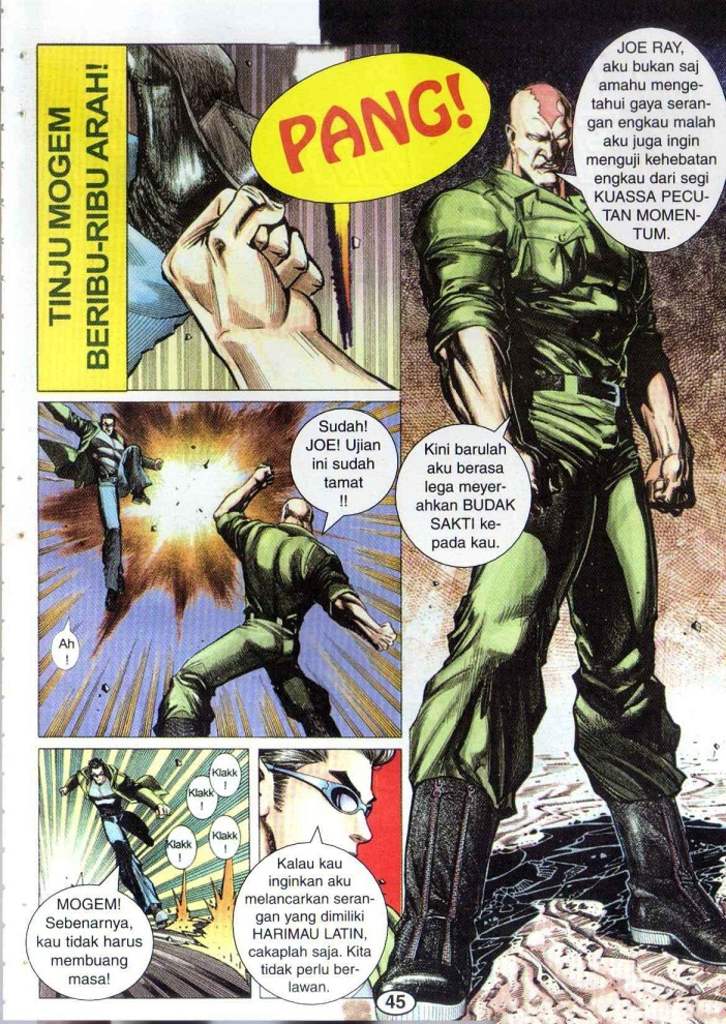 TINJU MOGEM
BERIBU-RIBU ARAH!
PANG!
JOE RAY,
aku bukan saj
amahu menge-
tahui gaya seran-
gan engkau malah
aku juga ingin
menguji kehebatan
engkau dari segi
KUASSA PECU-
TAN MOMEN-
TUM.
Sudah!
JOE! Ujian
ini sudah
tamat
!!
Kini barulah
aku berasa
lega meyer-
ahkan BUDAK
SAKTI ke-
pada kau.
Ah
!
Klakk
!
Klakk
!
Klakk
!
Klakk
!
MOGEM!
Sebenarnya,
kau tidak harus
membuang
masa!
Kalau kau
inginkan aku
melancarkan seran-
gan yang dimiliki
HARIMAU LATIN,
cakaplah saja. Kita
tidak perlu ber-
lawan.
45